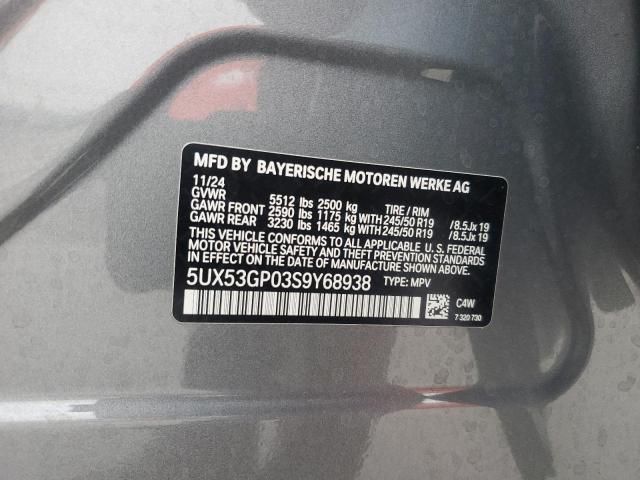 MFD BY BAYERISCHE MOTOREN WERKE AG
11/24
GVWR 5512 lbs 2500 kg TIRE / RIM
GAWR FRONT 2590 lbs 1175 kg WITH 245/50 R19 /8.5Jx 19
GAWR REAR 3230 lbs 1465 kg WITH 245/50 R19 /8.5Jx 19
THIS VEHICLE CONFORMS TO ALL APPLICABLE U. S. FEDERAL
MOTOR VEHICLE SAFETY, BUMPER, AND THEFT PREVENTION
STANDARDS IN EFFECT ON THE DATE OF MANUFACTURE SHOWN ABOVE.
5UX53GP03S9Y68938 TYPE: MPV
C4W
7 320 730